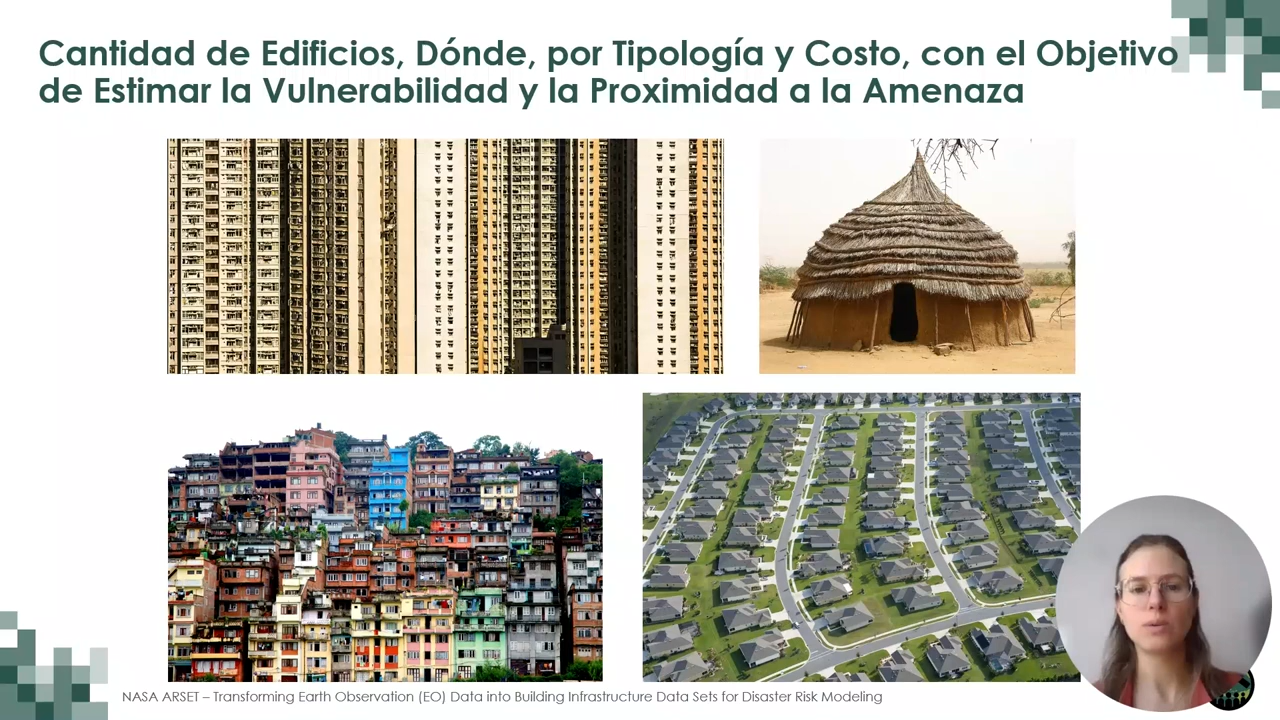 Cantidad de Edificios, Dónde, por Tipología y Costo, con el Objetivo
de Estimar la Vulnerabilidad y la Proximidad a la Amenaza
NASA ARSET – Transforming Earth Observation (EO) Data into Building Infrastructure Data Sets for Disaster Risk Modeling